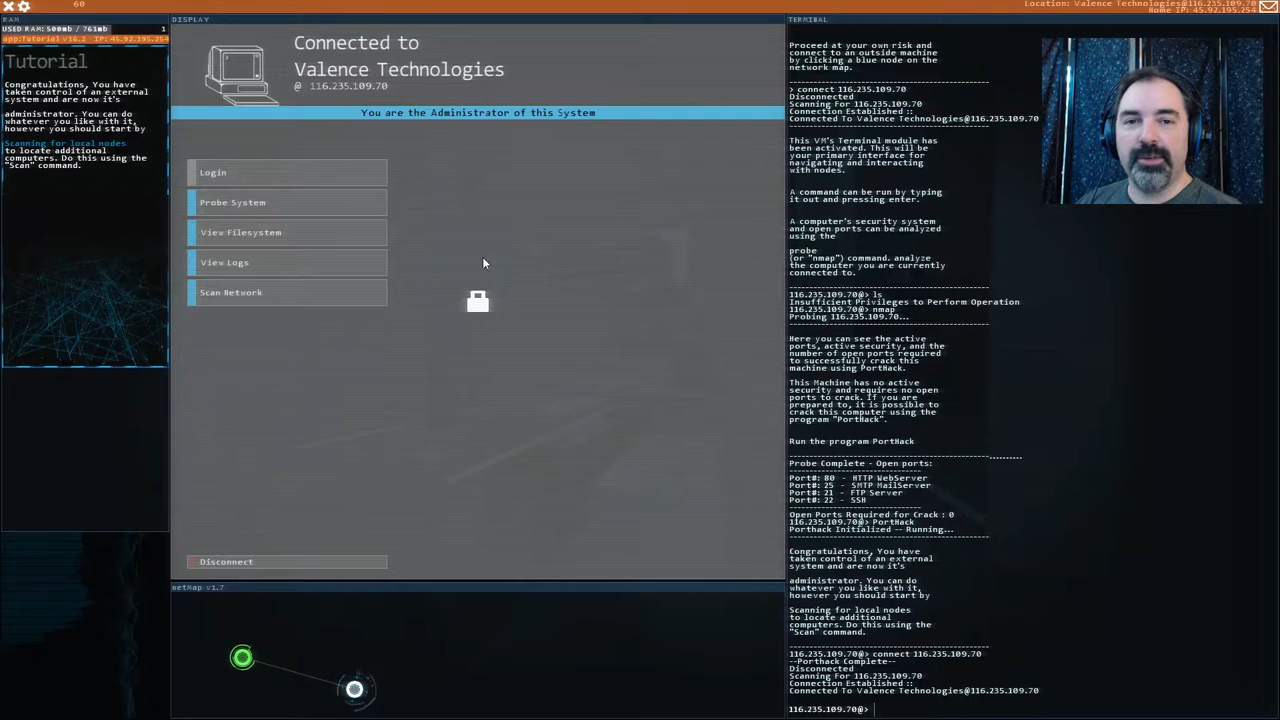 60
Location: Valence Technologies@116.235.109.70
Home IP: 45.92.195.254
RAM
USED RAM: 500mb / 761mb
1
app:Tutorial v16.2 IP: 45.92.195.254
Tutorial
Congratulations, You have
taken control of an external
system and are now it's
administrator. You can do
whatever you like with it,
however you should start by
Scanning for local nodes
to locate additional
computers. Do this using the
"Scan" command.
DISPLAY
Connected to
Valence Technologies
@ 116.235.109.70
You are the Administrator of this System
Login
Probe System
View Filesystem
View Logs
Scan Network
Disconnect
netMap v1.7
TERMINAL
Proceed at your own risk and
connect to an outside machine
by clicking a blue node on the
network map.
> connect 116.235.109.70
Disconnected
Scanning For 116.235.109.70
Connection Established ::
Connected To Valence Technologies@116.235.109.70
This VM's Terminal module has
been activated. This will be
your primary interface for
navigating and interacting
with nodes.
A command can be run by typing
it out and pressing enter.
A computer's security system
and open ports can be analyzed
using the
probe
(or "nmap") command. analyze
the computer you are currently
connected to.
116.235.109.70@> ls
Insufficient Privileges to Perform Operation
116.235.109.70@> nmap
Probing 116.235.109.70...
Here you can see the active
ports, active security, and the
number of open ports required
to successfully crack this
machine using PortHack.
This Machine has no active
security and requires no open
ports to crack. If you are
prepared to, it is possible to
crack this computer using the
program "PortHack".
Run the program PortHack
Probe Complete - Open ports:
Port#: 80 - HTTP WebServer
Port#: 25 - SMTP MailServer
Port#: 21 - FTP Server
Port#: 22 - SSH
Open Ports Required for Crack : 0
116.235.109.70@> PortHack
Porthack Initialized -- Running...
Congratulations, You have
taken control of an external
system and are now it's
administrator. You can do
whatever you like with it,
however you should start by
Scanning for local nodes
to locate additional
computers. Do this using the
"Scan" command.
116.235.109.70@> connect 116.235.109.70
--Porthack Complete--
Disconnected
Scanning For 116.235.109.70
Connection Established ::
Connected To Valence Technologies@116.235.109.70
116.235.109.70@>